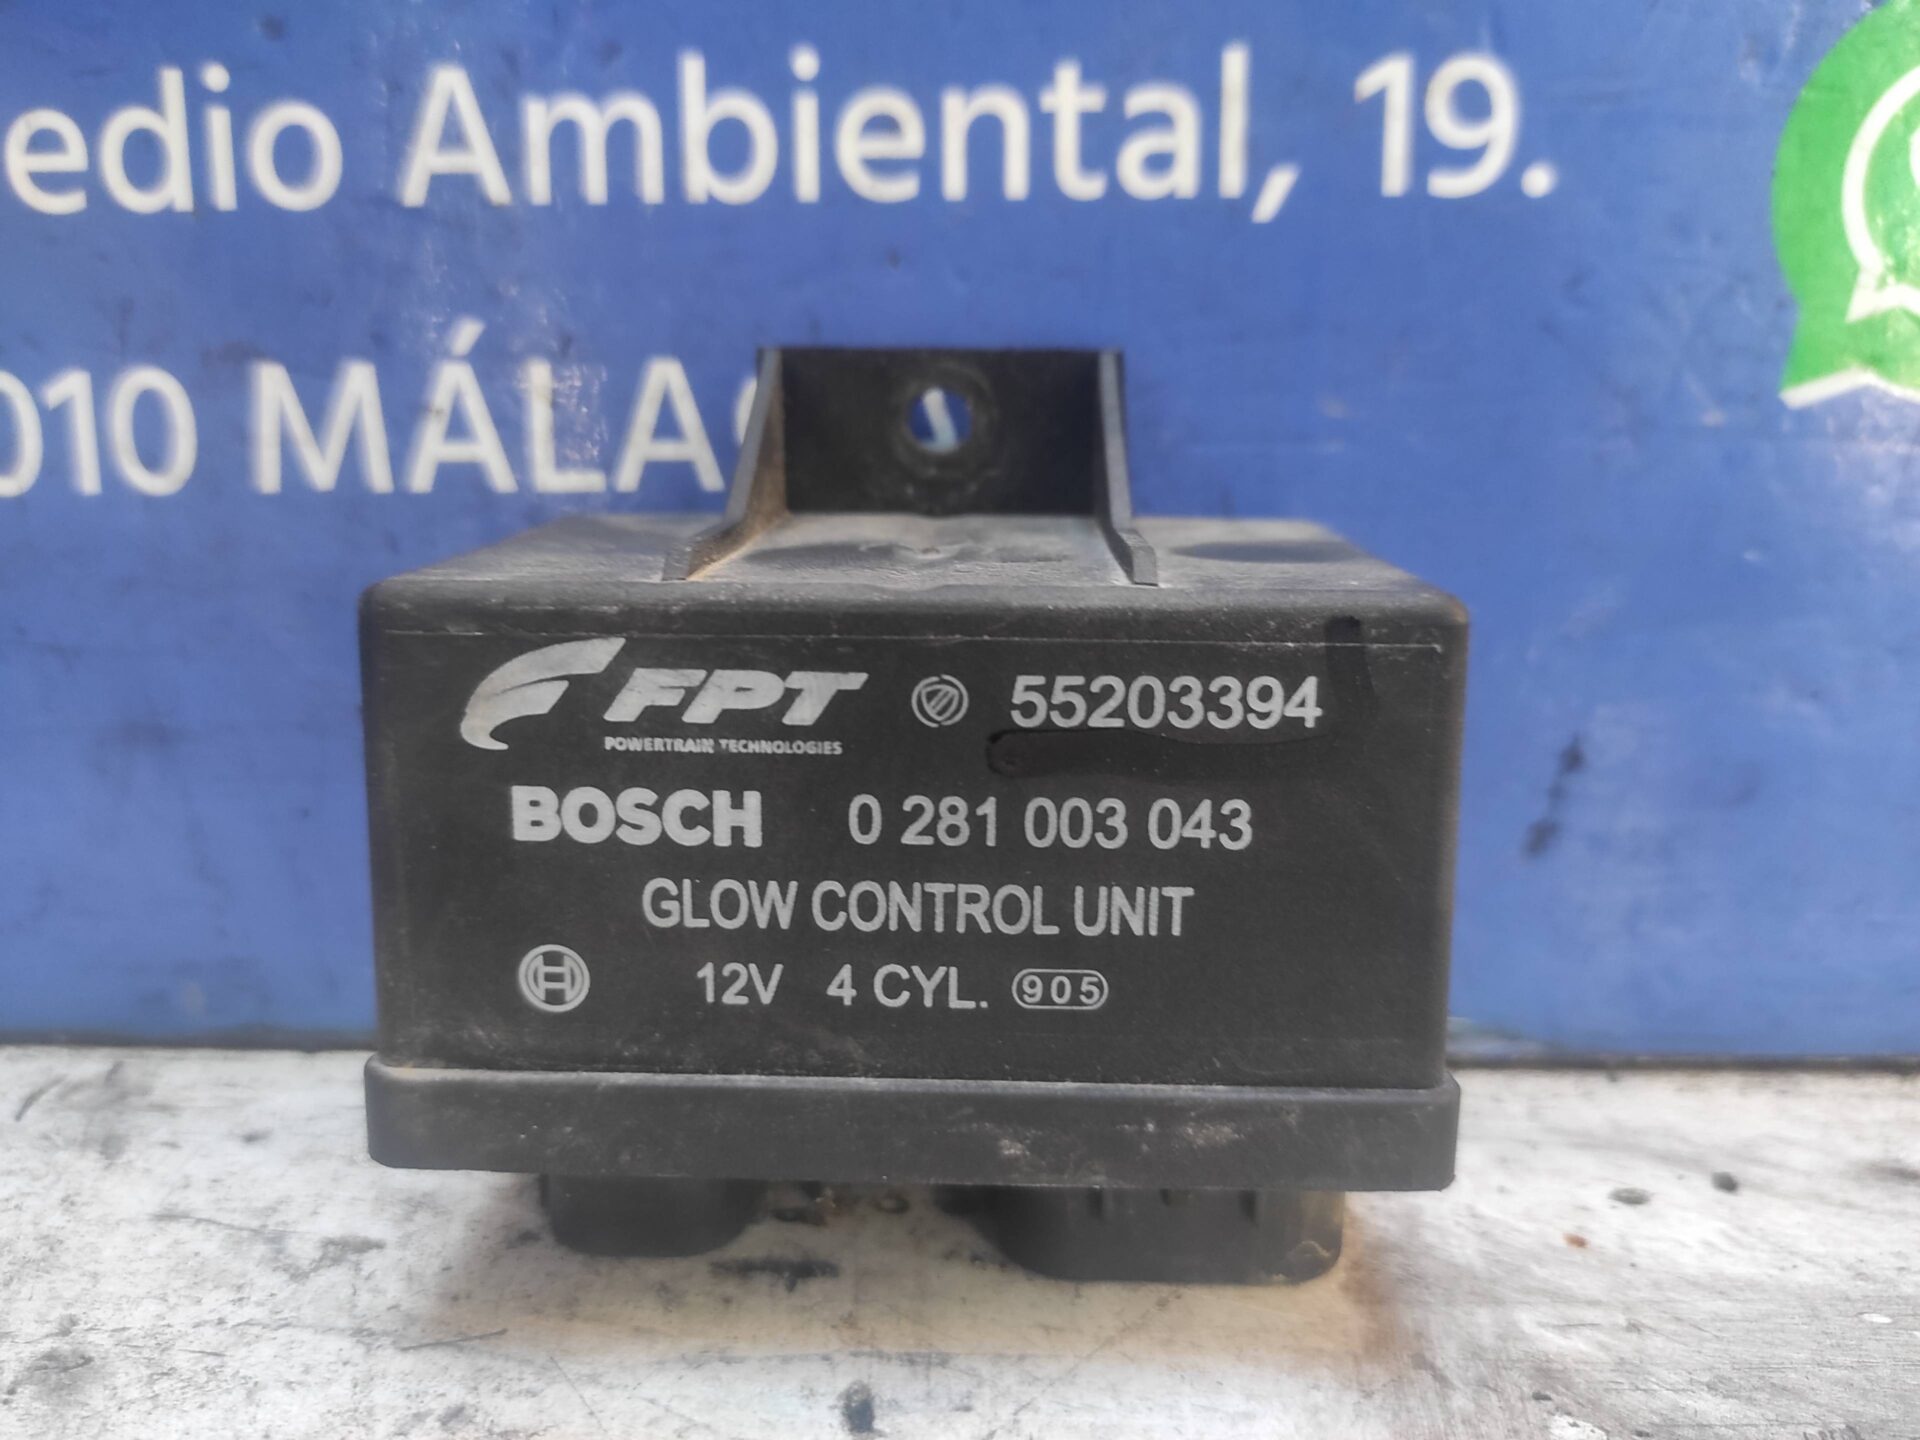 edio Ambiental, 19.
010 MÁLA
FPT 55203394
POWERTRAIN TECHNOLOGIES
BOSCH 0 281 003 043
GLOW CONTROL UNIT
12V 4 CYL. 905